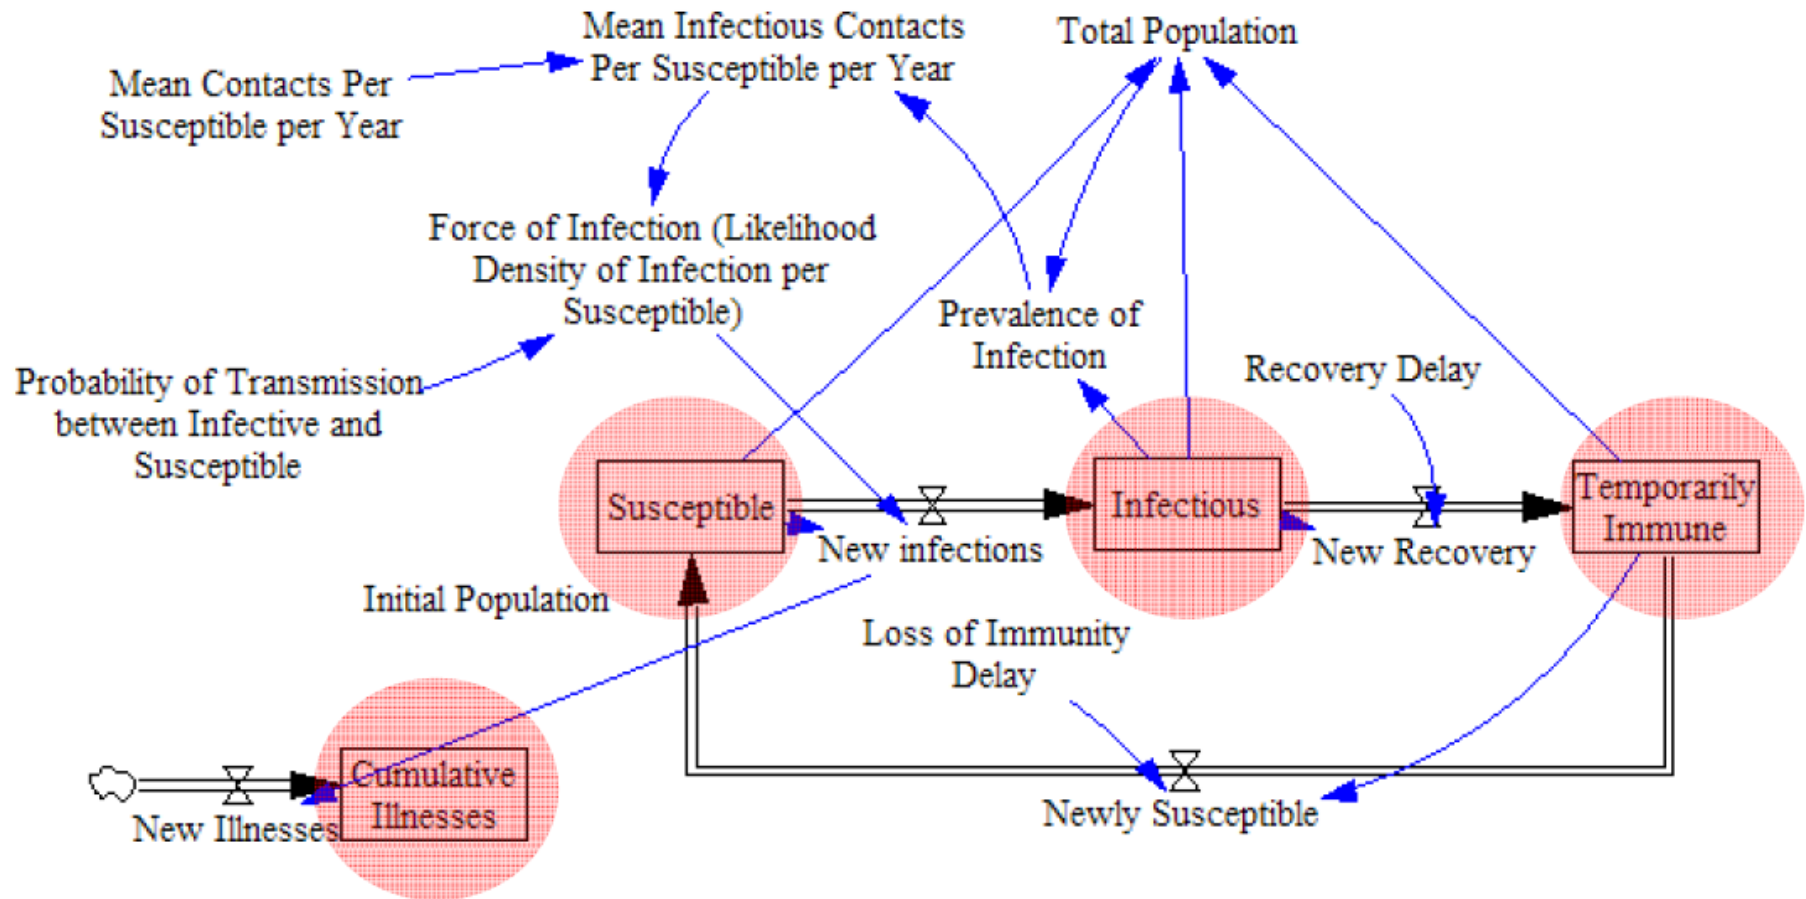 Mean Infectious Contacts
Per Susceptible per Year
Total Population
Mean Contacts Per
Susceptible per Year
Force of Infection (Likelihood
Density of Infection per
Susceptible)
Prevalence of
Infection
Recovery Delay
Probability of Transmission
between Infective and
Susceptible
Susceptible
Infectious
Temporarily
Immune
New infections
New Recovery
Initial Population
Loss of Immunity
Delay
Cumulative
Illnesses
New Illnesses
Newly Susceptible